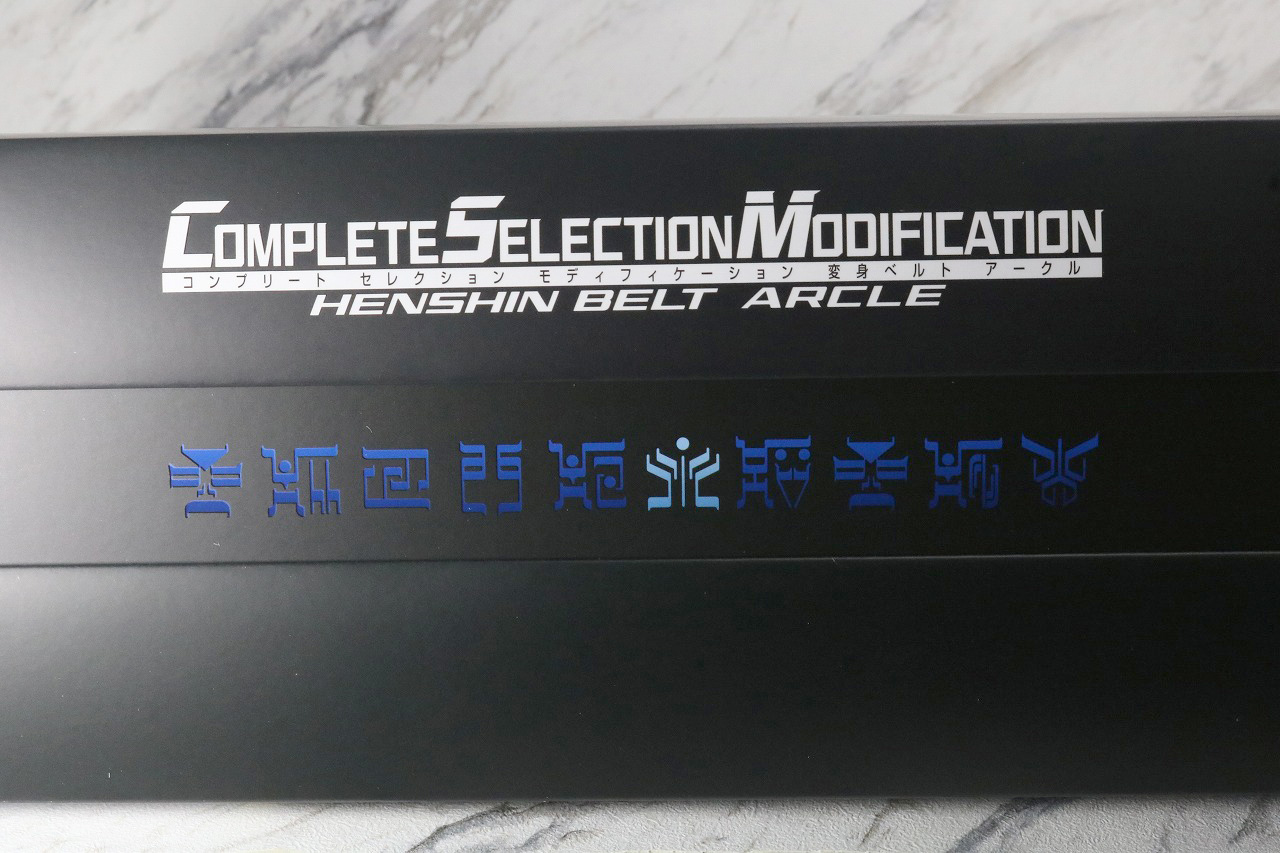 COMPLETE SELECTION MODIFICATION
コンプリート セレクション モディフィケーション 変身ベルト アークル
HENSHIN BELT ARCLE